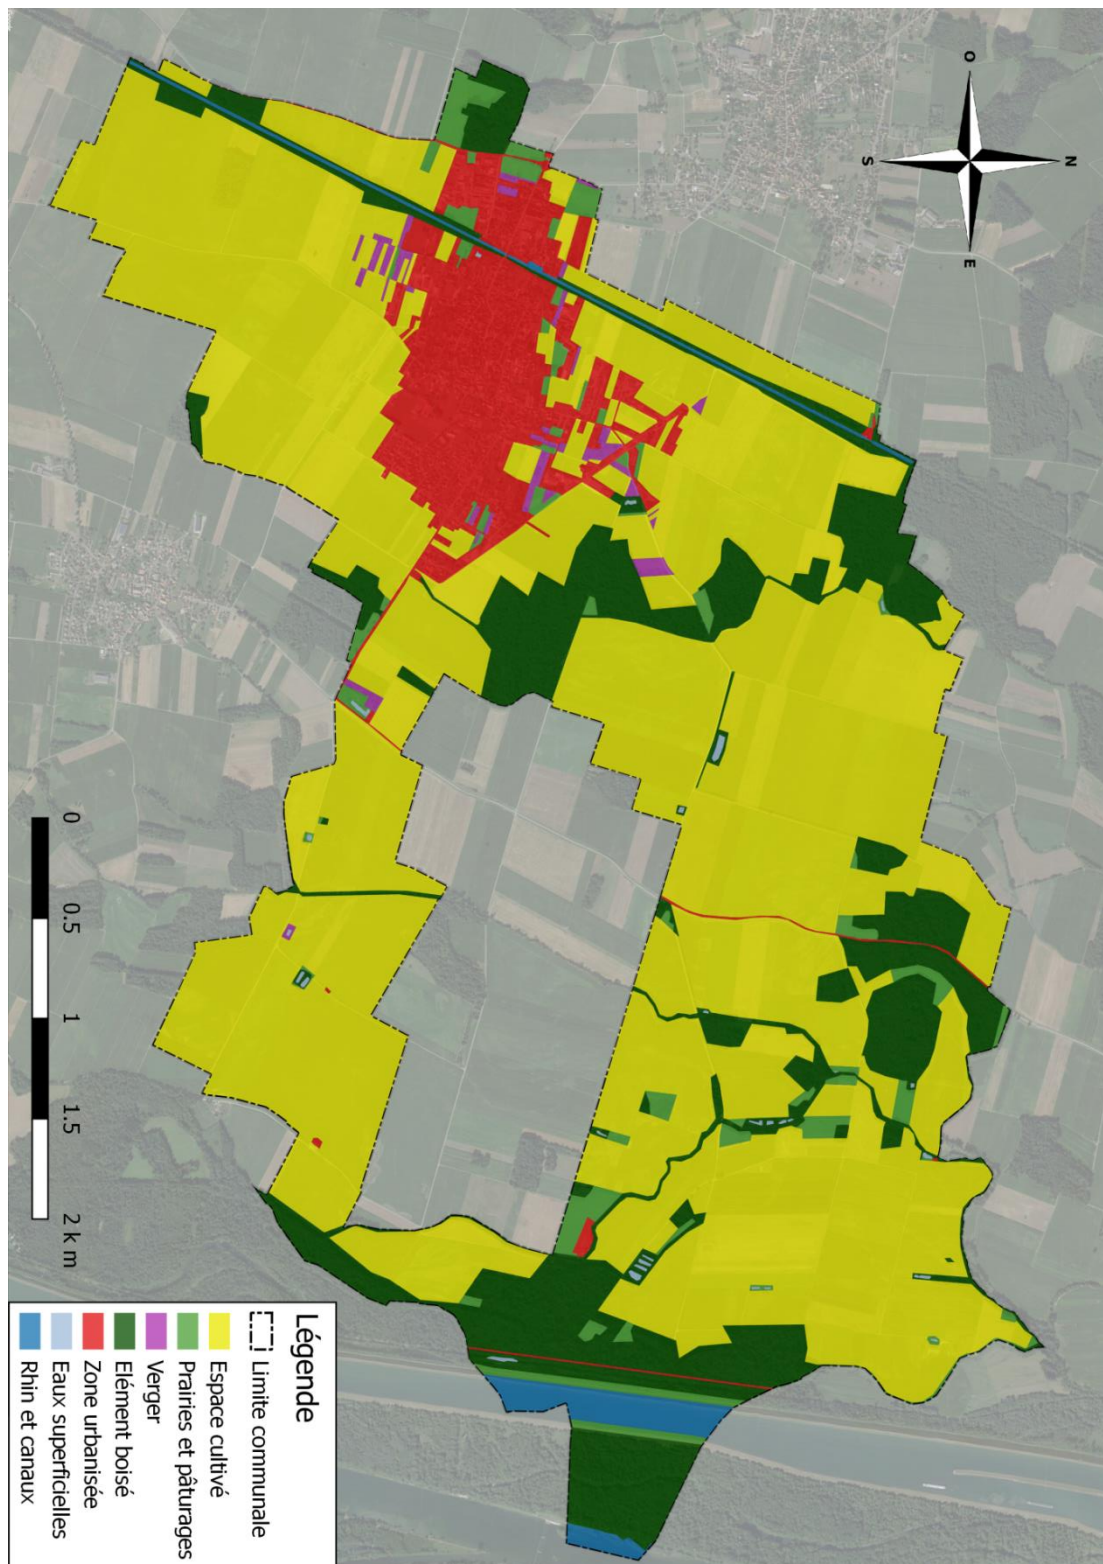 O
N
S
E
0
0.5
1
1.5
2 km
Légende
Limite communale
Espace cultivé
Prairies et pâturages
Verger
Elément boisé
Zone urbanisée
Eaux superficielles
Rhin et canaux